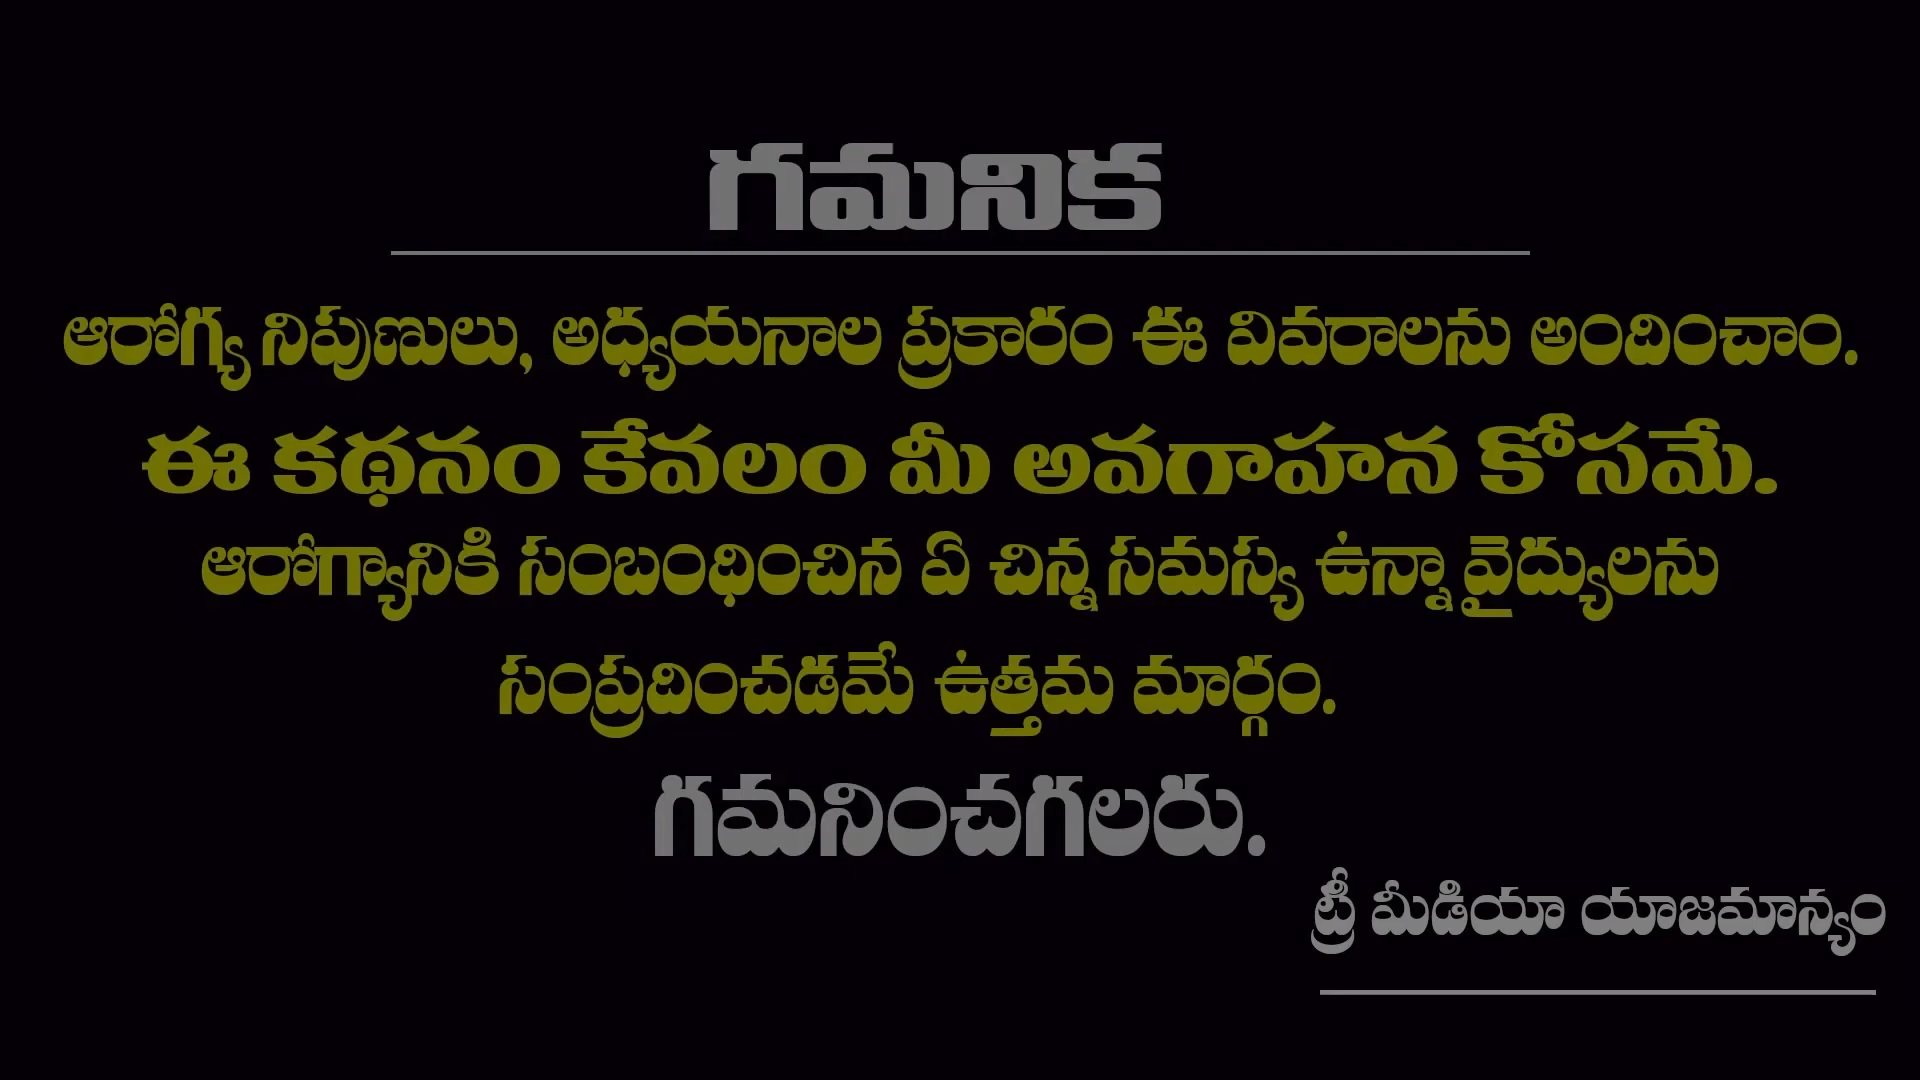 గమనిక
ఆరోగ్య నిపుణులు, అధ్యయనాల ప్రకారం ఈ వివరాలను అందించాం.
ఈ కథనం కేవలం మీ అవగాహన కోసమే.
ఆరోగ్యానికి సంబంధించిన ఏ చిన్న సమస్య ఉన్నా వైద్యులను
సంప్రదించడమే ఉత్తమ మార్గం.
గమనించగలరు.
ట్రీ మీడియా యాజమాన్యం